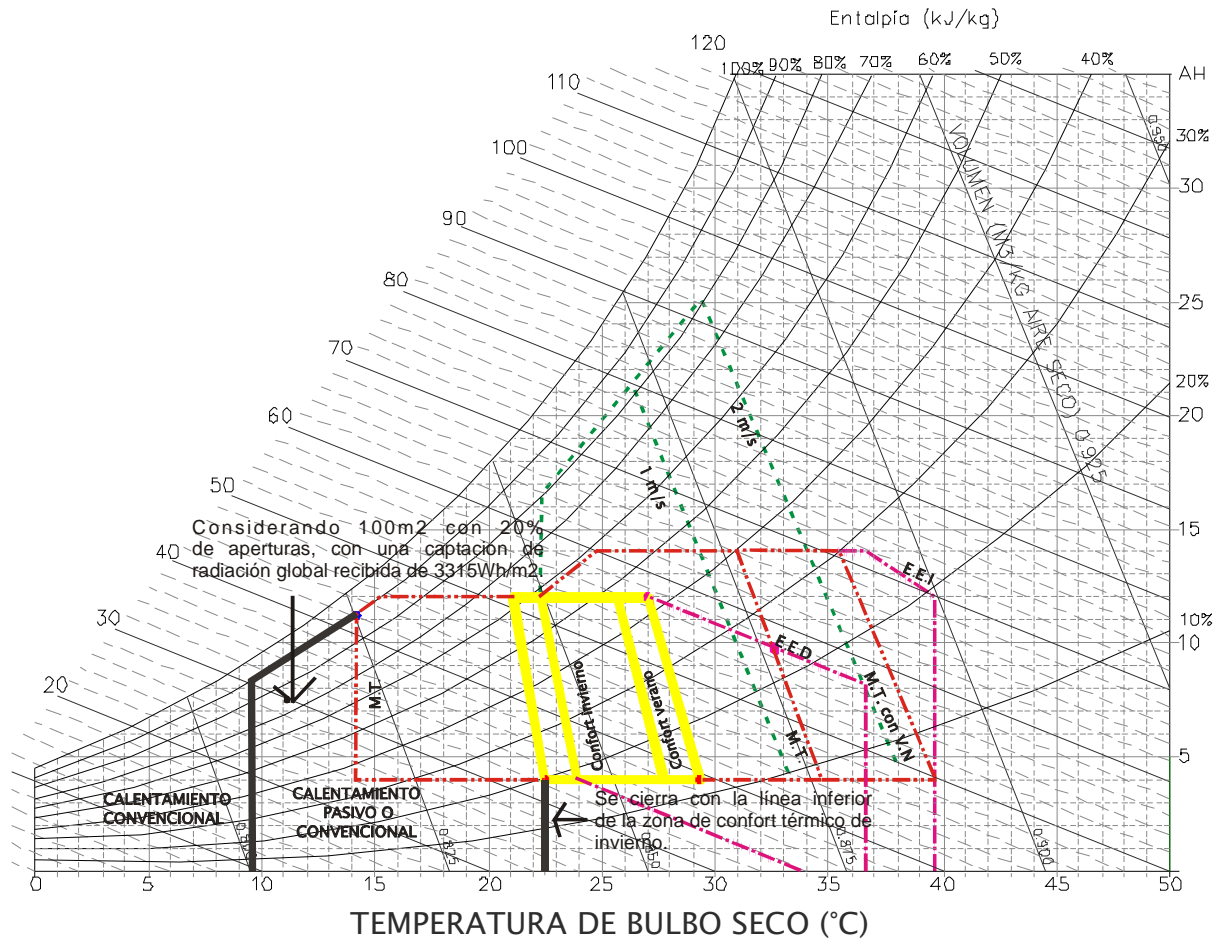 Entalpía (kJ/kg)
120
110
100
90
80
70
60
50
40
30
20
100%
90%
80%
70%
60%
50%
40%
AH
30%
30
25
20%
20
15
10%
10
5
0.950
VOLUMEN (M3/KG AIRE SECO) 0.925
2 m/s
1 m/s
Considerando 100m2 con 20%
de aperturas, con una captación de
radiación global recibida de 3315Wh/m2.
E.E.I
E.E.D
M.T
Confort invierno
Confort verano
M.T.
M.T. con V.N
CALENTAMIENTO
CONVENCIONAL
CALENTAMIENTO
PASIVO O
CONVENCIONAL
Se cierra con la línea inferior
de la zona de confort térmico de
invierno.
0.875
0.900
0 5 10 15 20 25 30 35 40 45 50
TEMPERATURA DE BULBO SECO (°C)